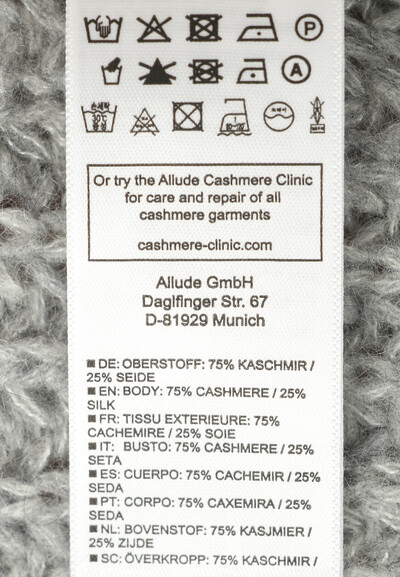 P
A
30℃
80~120
Or try the Allude Cashmere Clinic
for care and repair of all
cashmere garments
cashmere-clinic.com
Allude GmbH
Daglfinger Str. 67
D-81929 Munich
DE: OBERSTOFF: 75% KASCHMIR /
25% SEIDE
EN: BODY: 75% CASHMERE / 25%
SILK
FR: TISSU EXTERIEURE: 75%
CACHEMIRE / 25% SOIE
IT: BUSTO: 75% CASHMERE / 25%
SETA
ES: CUERPO: 75% CACHEMIR / 25%
SEDA
PT: CORPO: 75% CAXEMIRA / 25%
SEDA
NL: BOVENSTOF: 75% KASJMIER /
25% ZIJDE
SC: ÖVERKROPP: 75% KASCHMIR /